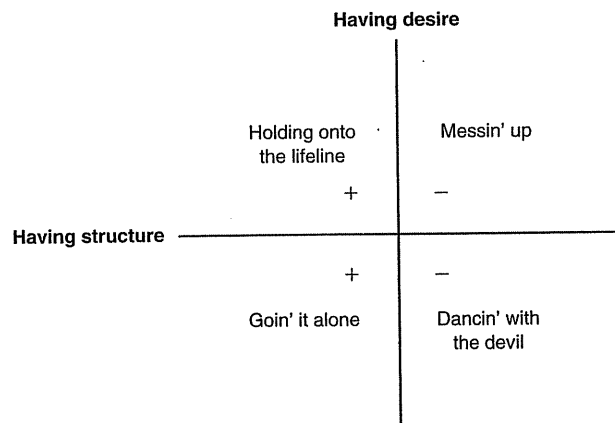 Having desire
Holding onto
the lifeline
Messin' up
+ −
Having structure
+ −
Goin' it alone
Dancin' with
the devil